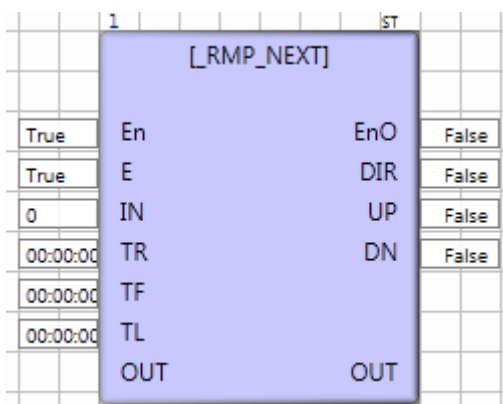 1 ST
[_RMP_NEXT]
True En EnO False
True E DIR False
0 IN UP False
00:00:00 TR DN False
00:00:00 TF
00:00:00 TL
OUT OUT